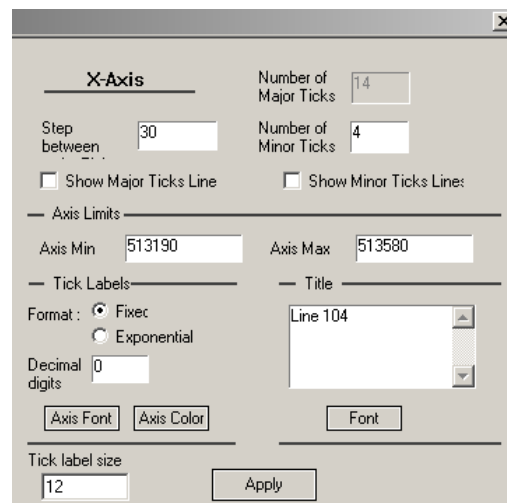 X-Axis
Number of
Major Ticks
14
Step
between
30
Number of
Minor Ticks
4
Show Major Ticks Line
Show Minor Ticks Lines
Axis Limits
Axis Min 513190
Axis Max 513580
Tick Labels
Title
Format : Fixed
Exponential
Line 104
Decimal
digits
0
Axis Font
Axis Color
Font
Tick label size
12
Apply